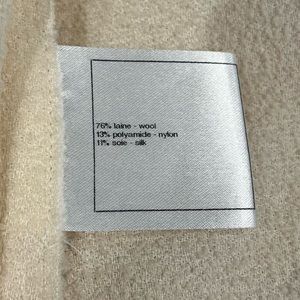 76% laine - wool
13% polyamide - nylon
11% soie - silk